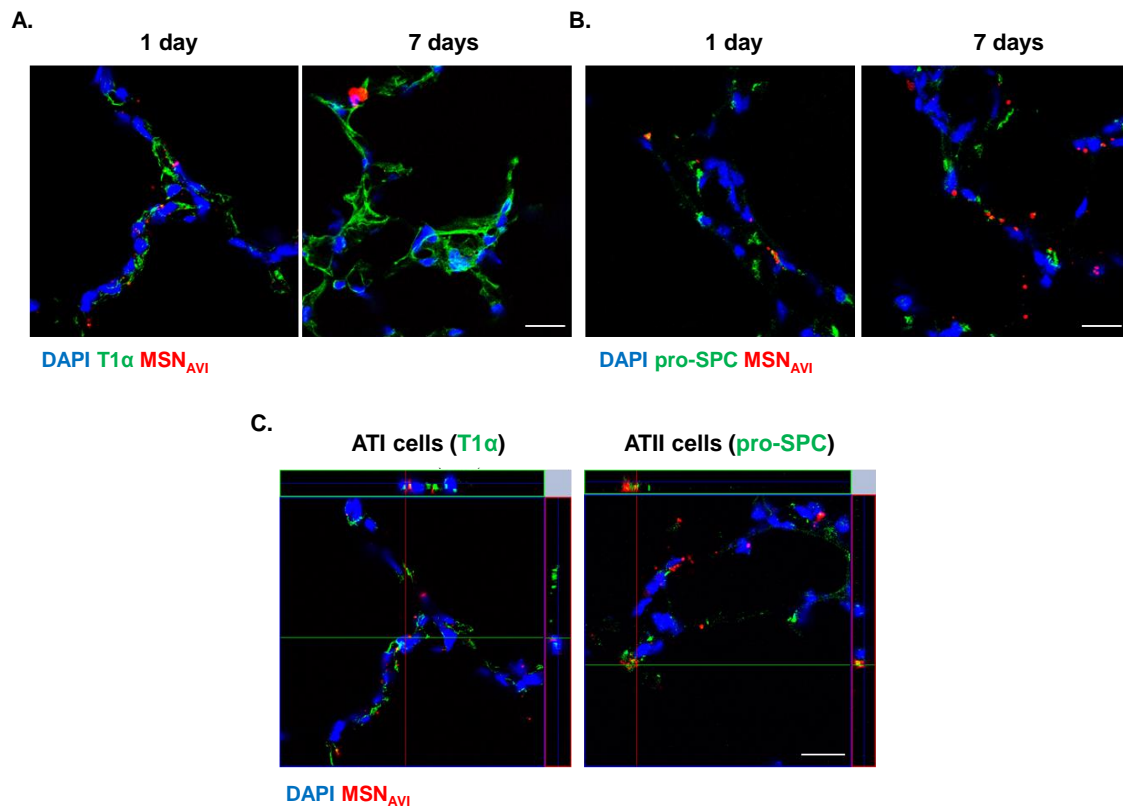 A.
B.
1 day
7 days
1 day
7 days
DAPI T1α MSNAVI
DAPI pro-SPC MSNAVI
C.
ATI cells (T1α)
ATII cells (pro-SPC)
DAPI MSNAVI